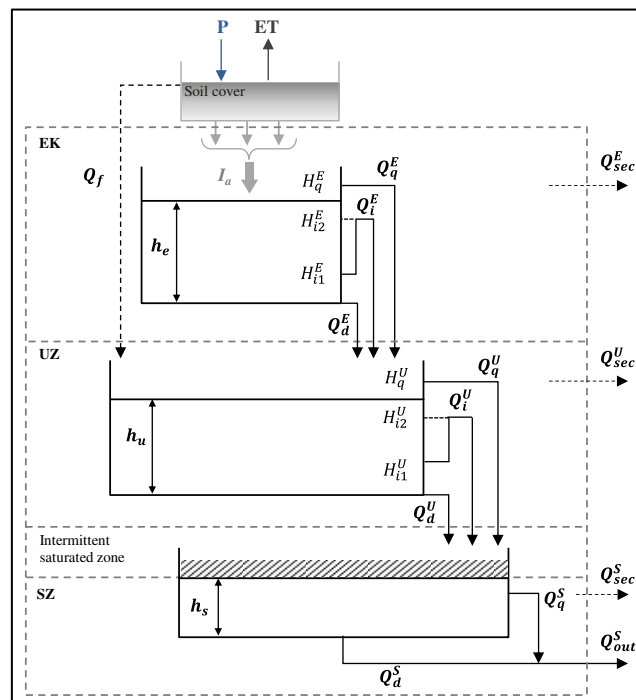 P ET
Soil cover
EK
Q_f
I_a
H_q^E
Q_q^E
Q_sec^E
Q_i^E
H_i2^E
h_e
H_i1^E
Q_d^E
UZ
H_q^U
Q_q^U
Q_sec^U
Q_i^U
H_i2^U
h_u
H_i1^U
Q_d^U
Intermittent
saturated zone
SZ
h_s
Q_q^S
Q_sec^S
Q_out^S
Q_d^S